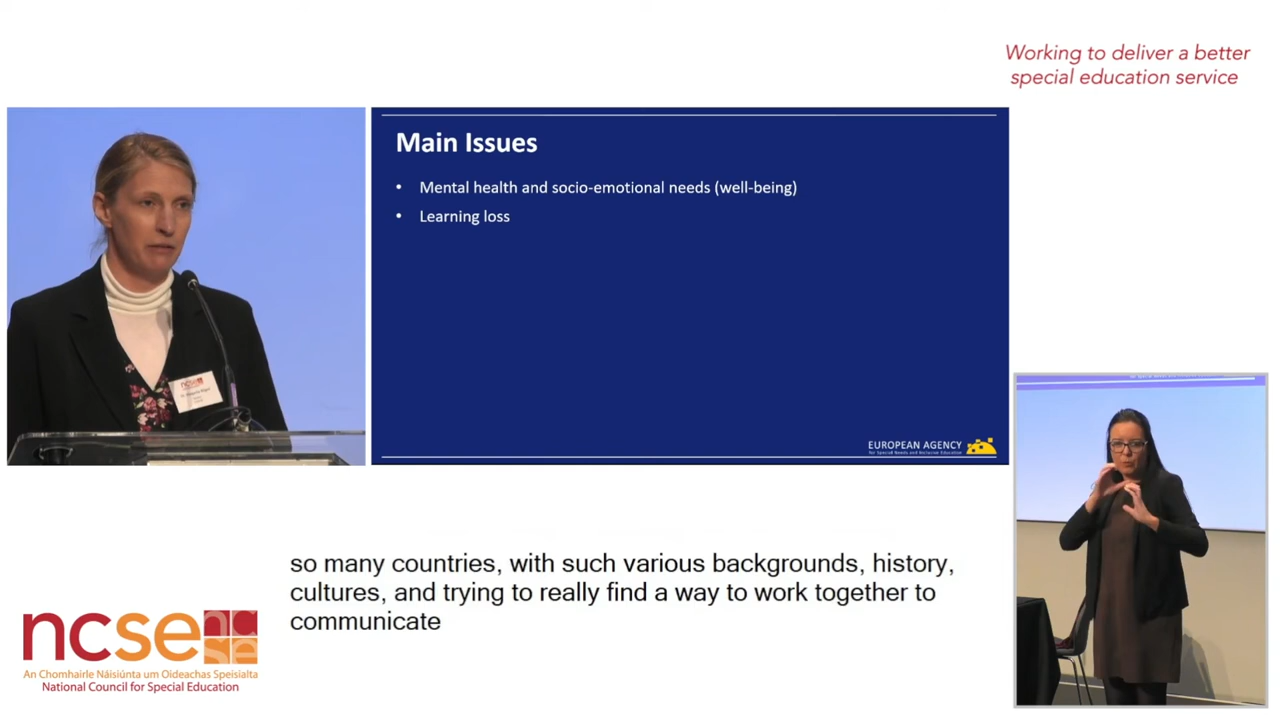 Working to deliver a better
special education service
Main Issues
• Mental health and socio-emotional needs (well-being)
• Learning loss
EUROPEAN AGENCY
for Special Needs and Inclusive Education
ncse
so many countries, with such various backgrounds, history,
cultures, and trying to really find a way to work together to
communicate
ncse
nc
se
An Chomhairle Náisiúnta um Oideachas Speisialta
National Council for Special Education